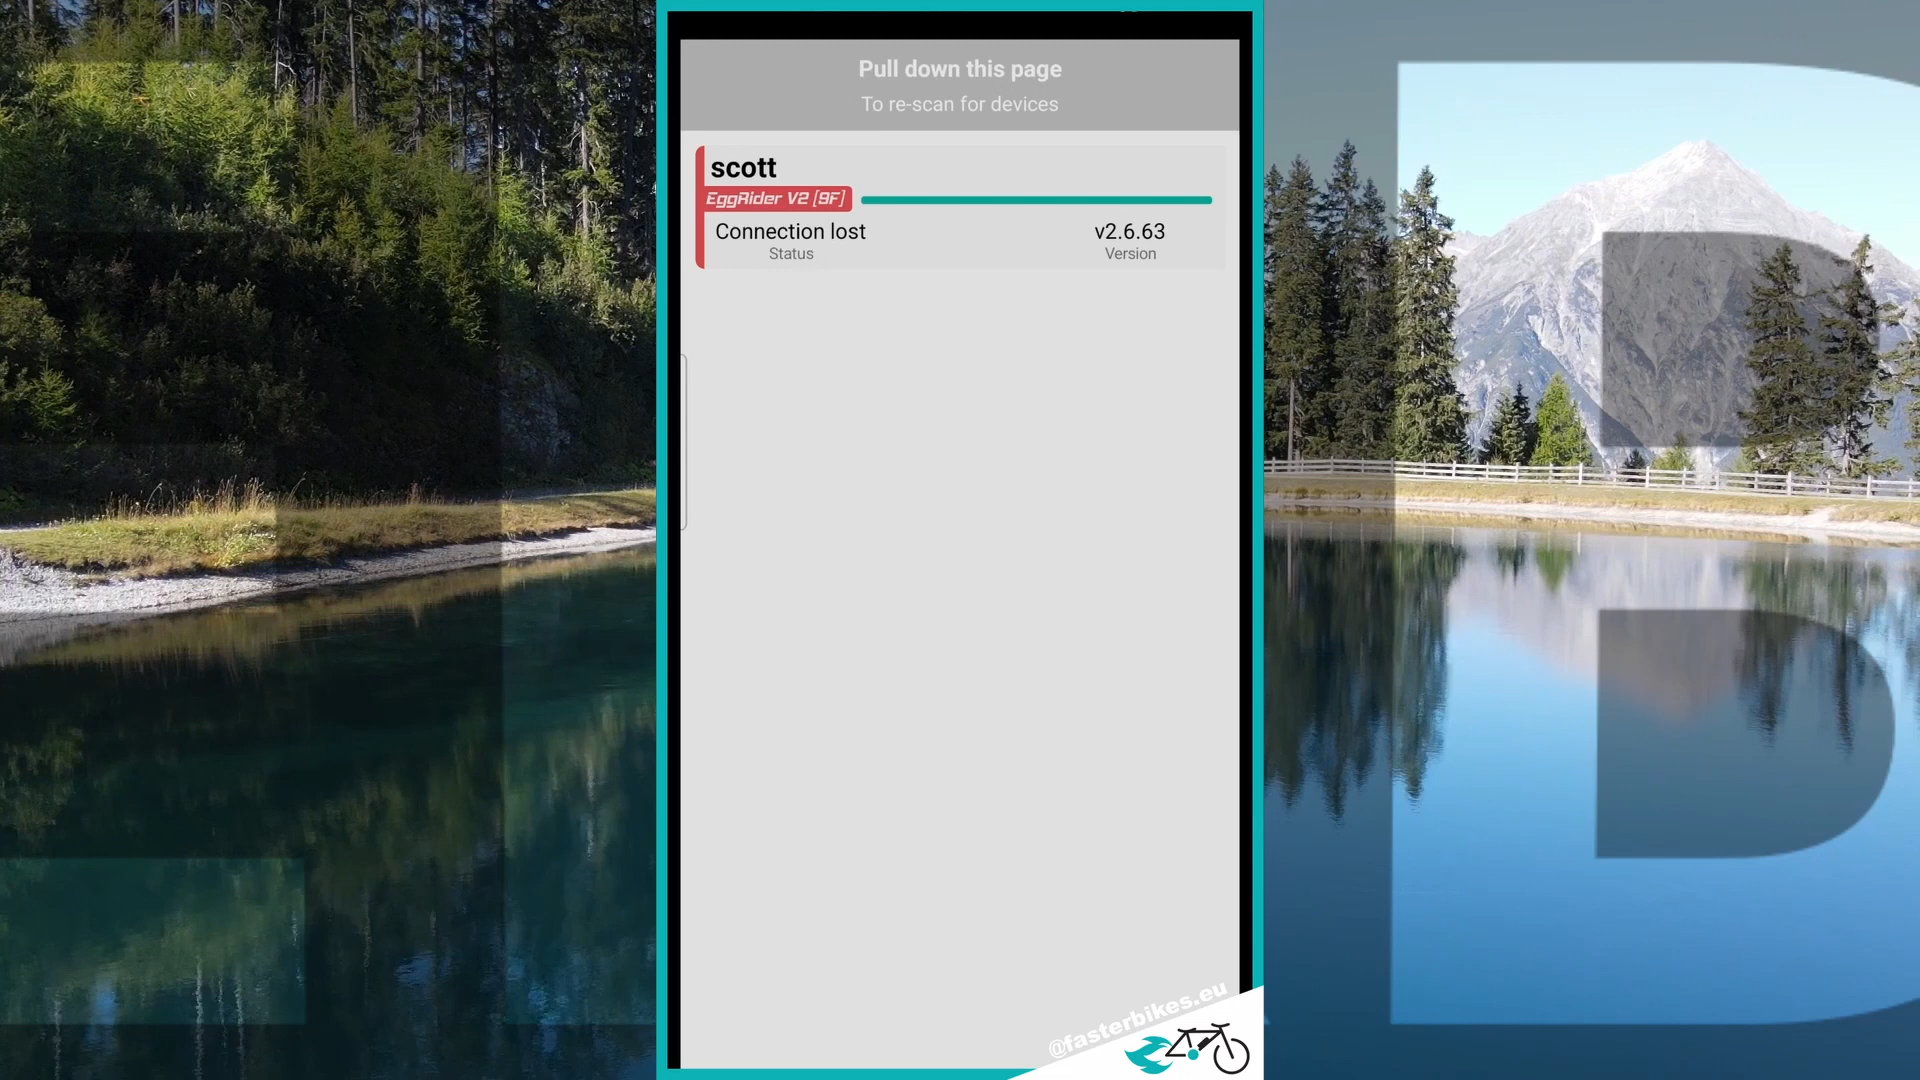 Pull down this page
To re-scan for devices
scott
EggRider V2 [9F]
Connection lost
v2.6.63
Status
Version
@fasterbikes.eu